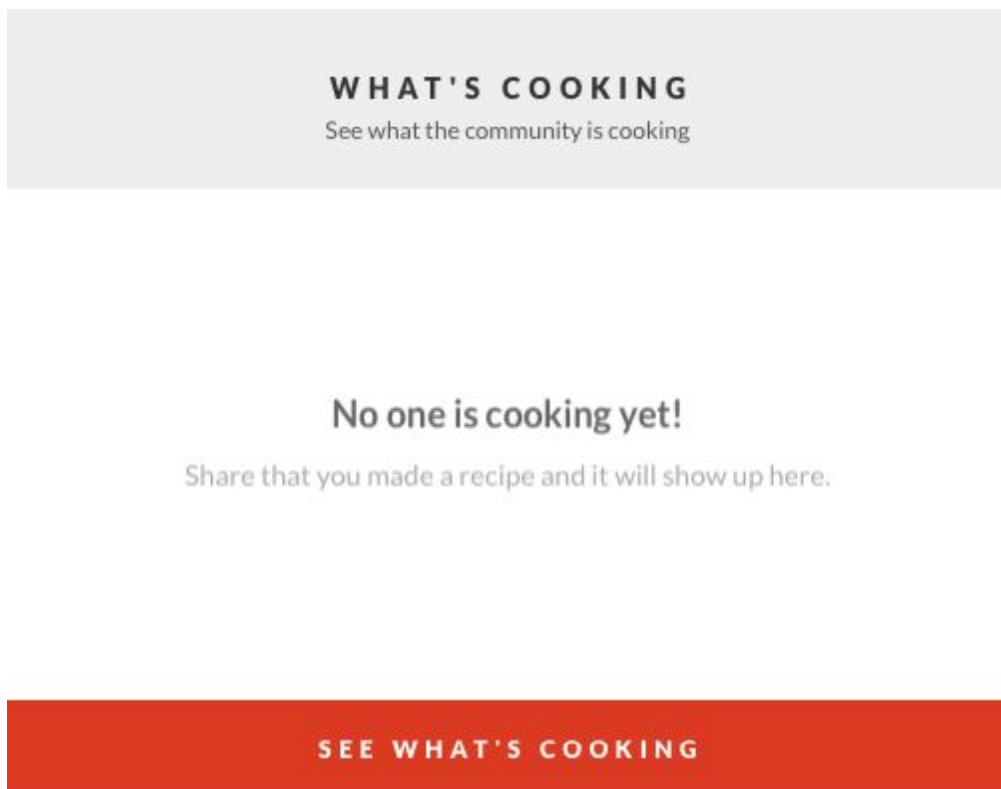 WHAT'S COOKING
See what the community is cooking
No one is cooking yet!
Share that you made a recipe and it will show up here.
SEE WHAT'S COOKING